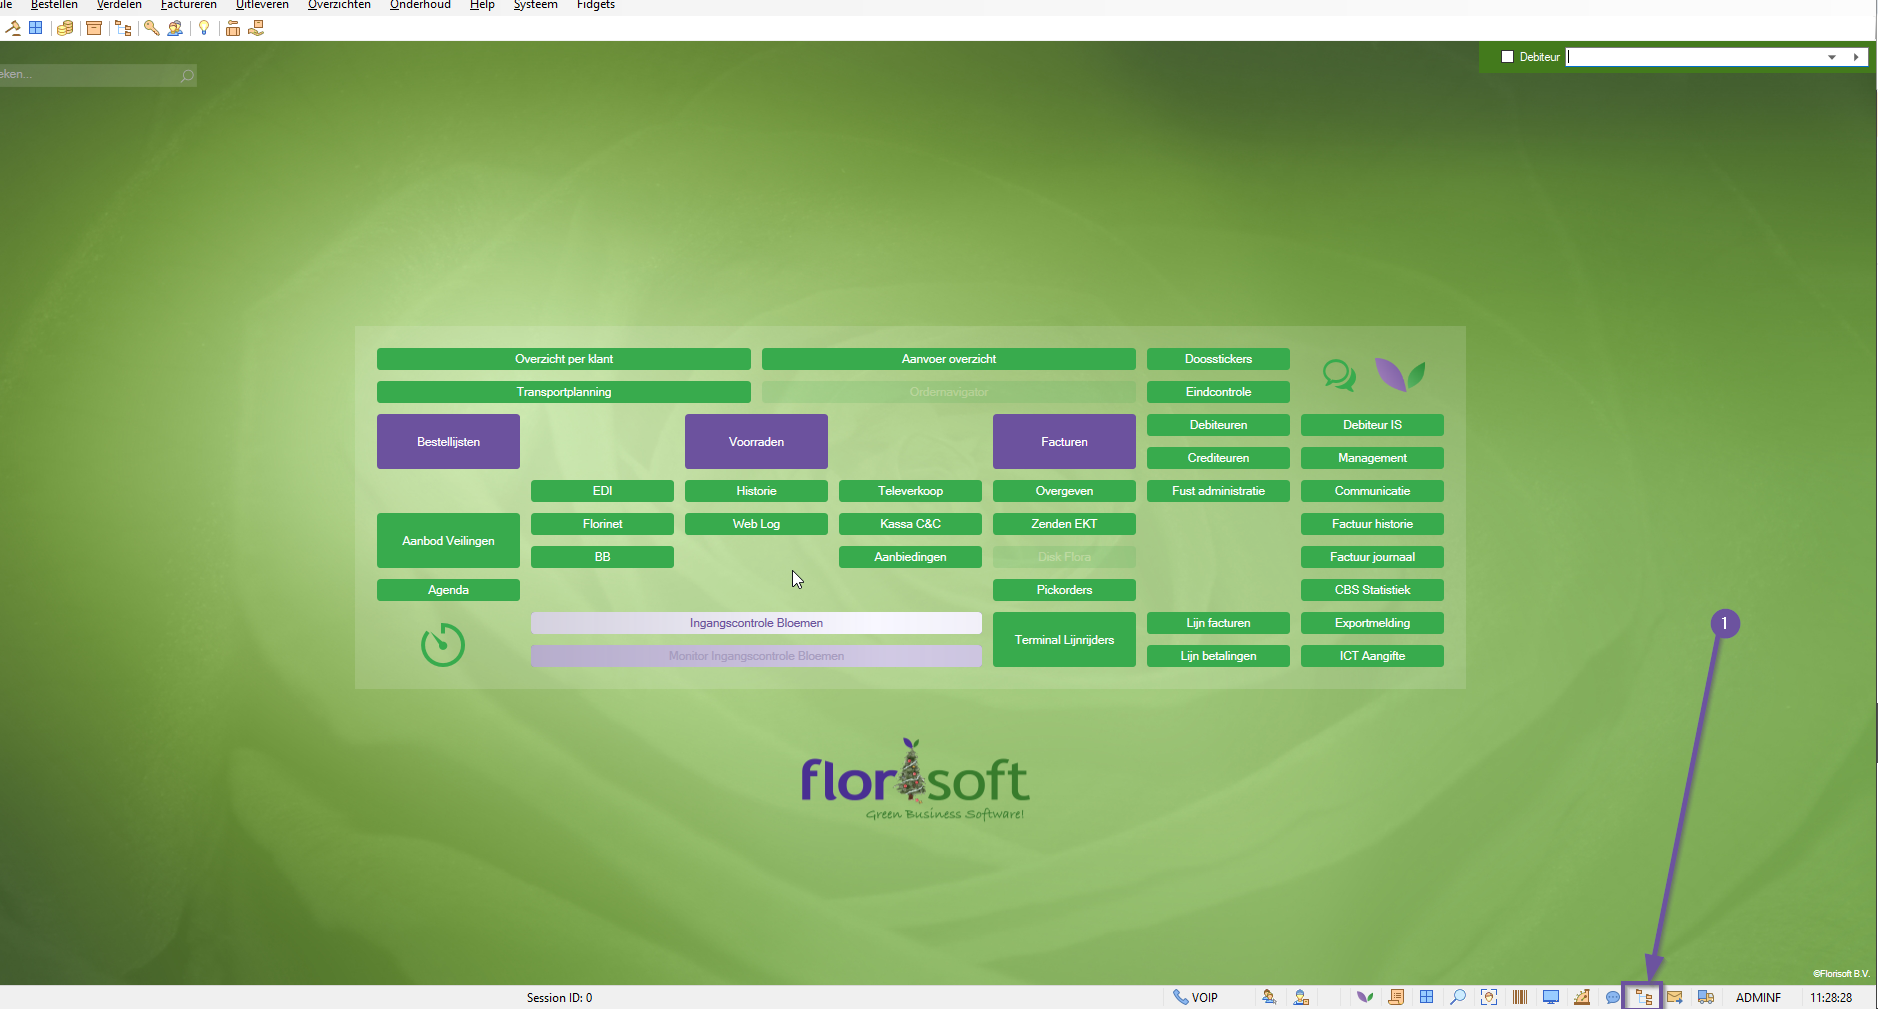 ule Bestellen Verdelen Factureren Uitleveren Overzichten Onderhoud Help Systeem Fidgets
eken...
Debiteur
Overzicht per klant Aanvoer overzicht Doosstickers
Transportplanning Ordernavigator Eindcontrole
Bestellijsten Voorraden Facturen
Debiteuren Debiteur IS
Crediteuren Management
EDI Historie Televerkoop Overgeven Fust administratie Communicatie
Aanbod Veilingen
Florinet Web Log Kassa C&C Zenden EKT Factuur historie
BB Aanbiedingen Disk Flora Factuur journaal
Agenda Pickorders CBS Statistiek
Ingangscontrole Bloemen Terminal Lijnrijders Lijn facturen Exportmelding
Monitor Ingangscontrole Bloemen Lijn betalingen ICT Aangifte
1
florisoft
Green Business Software!
©Florisoft B.V.
Session ID: 0 VOIP ADMINF 11:28:28